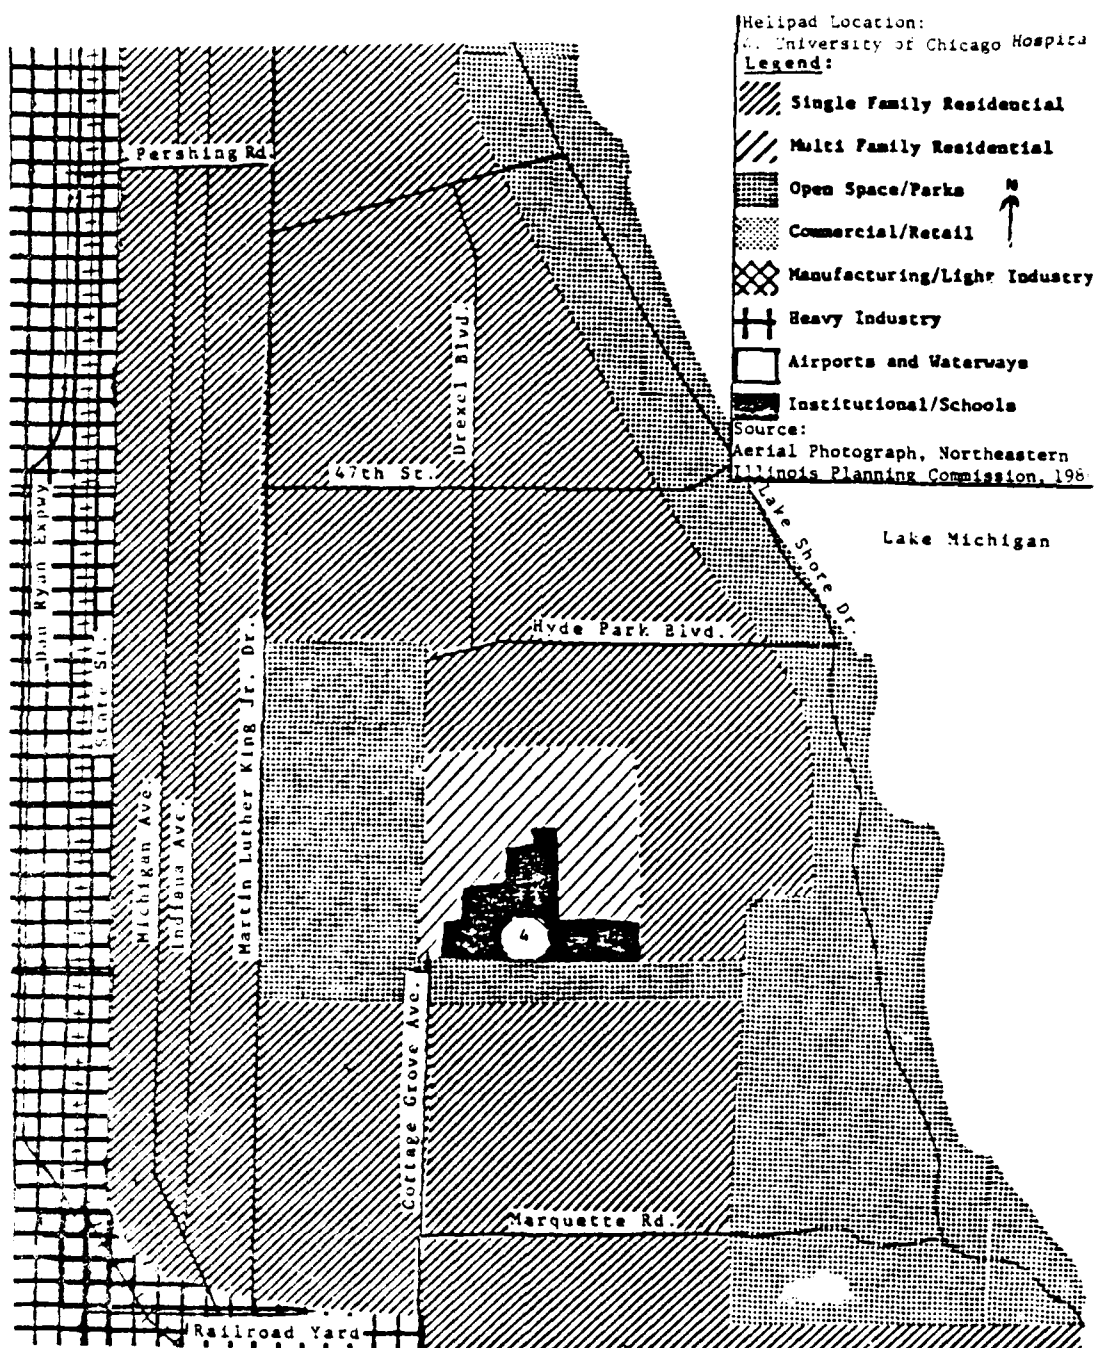 Helipad Location:
4. University of Chicago Hospita
Legend:
Single Family Residential
Multi Family Residential
Open Space/Parks
N
Commercial/Retail
Manufacturing/Light Industry
Heavy Industry
Airports and Waterways
Institutional/Schools
Source:
Aerial Photograph, Northeastern
Illinois Planning Commission, 198
Pershing Rd.
Drexel Blvd.
47th St.
Dan Ryan Expwy
State St.
Lake Shore Dr.
Lake Michigan
Hyde Park Blvd.
Martin Luther King Jr. Dr.
Michigan Ave.
Indiana Ave.
4
Cottage Grove Ave.
Marquette Rd.
Railroad Yard